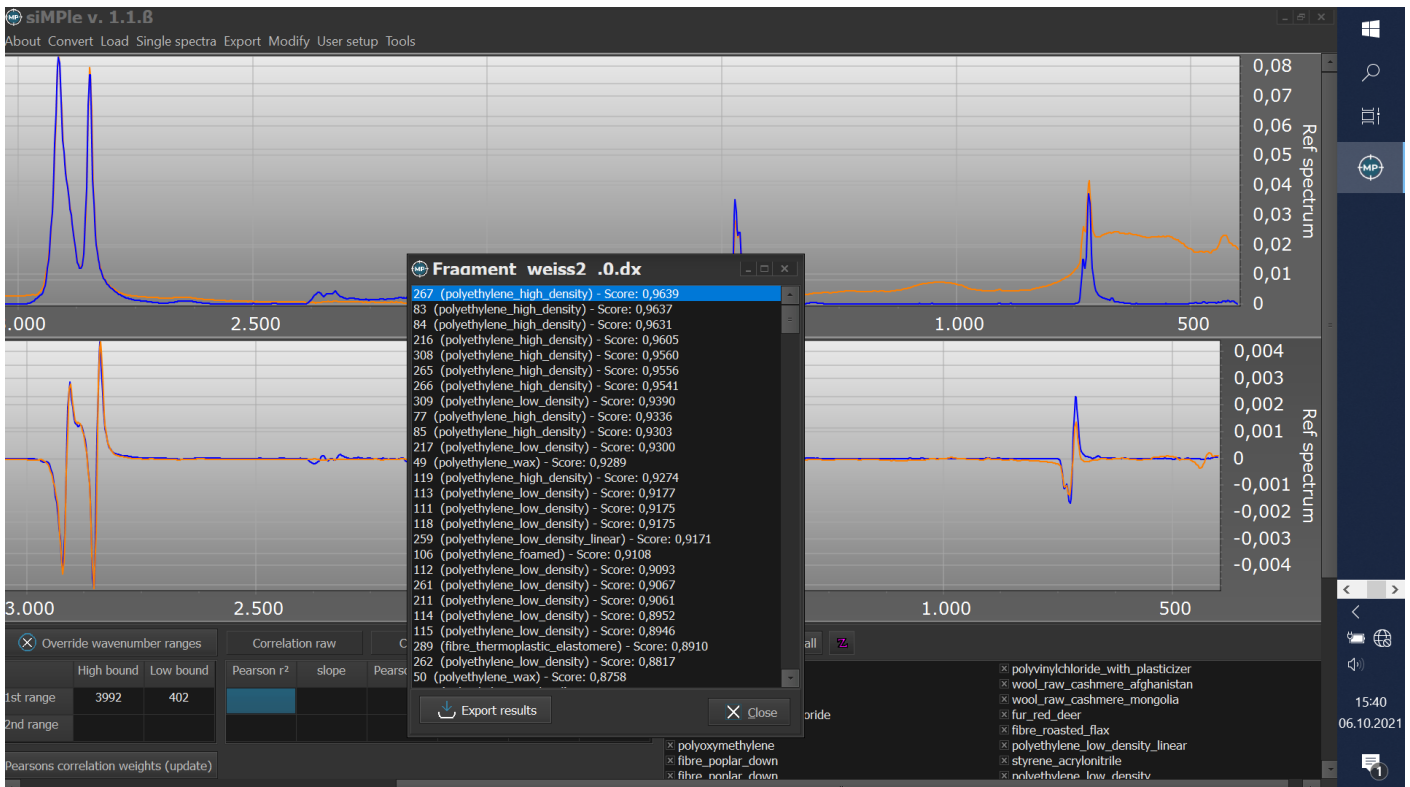 siMPle v. 1.1.ß
About Convert Load Single spectra Export Modify User setup Tools
0,08
0,07
0,06
0,05
0,04
0,03
0,02
0,01
0
Ref spectrum
.000 2.500 1.000 500
0,004
0,003
0,002
0,001
0
-0,001
-0,002
-0,003
-0,004
Ref spectrum
3.000 2.500 1.000 500
Fragment weiss2 .0.dx
267 (polyethylene_high_density) - Score: 0,9639
83 (polyethylene_high_density) - Score: 0,9637
84 (polyethylene_high_density) - Score: 0,9631
216 (polyethylene_high_density) - Score: 0,9605
308 (polyethylene_high_density) - Score: 0,9560
265 (polyethylene_high_density) - Score: 0,9556
266 (polyethylene_high_density) - Score: 0,9541
309 (polyethylene_low_density) - Score: 0,9390
77 (polyethylene_high_density) - Score: 0,9336
85 (polyethylene_high_density) - Score: 0,9303
217 (polyethylene_low_density) - Score: 0,9300
49 (polyethylene_wax) - Score: 0,9289
119 (polyethylene_high_density) - Score: 0,9274
113 (polyethylene_low_density) - Score: 0,9177
111 (polyethylene_low_density) - Score: 0,9175
118 (polyethylene_low_density) - Score: 0,9175
259 (polyethylene_low_density_linear) - Score: 0,9171
106 (polyethylene_foamed) - Score: 0,9108
112 (polyethylene_low_density) - Score: 0,9093
261 (polyethylene_low_density) - Score: 0,9067
211 (polyethylene_low_density) - Score: 0,9061
114 (polyethylene_low_density) - Score: 0,8952
115 (polyethylene_low_density) - Score: 0,8946
289 (fibre_thermoplastic_elastomere) - Score: 0,8910
262 (polyethylene_low_density) - Score: 0,8817
50 (polyethylene_wax) - Score: 0,8758
Export results
Close
Override wavenumber ranges
Correlation raw
C
all
High bound Low bound
Pearson r² slope Pearso
1st range 3992 402
2nd range
Pearsons correlation weights (update)
oride
polyoxymethylene
fibre_poplar_down
fibre_poplar_down
polyvinylchloride_with_plasticizer
wool_raw_cashmere_afghanistan
wool_raw_cashmere_mongolia
fur_red_deer
fibre_roasted_flax
polyethylene_low_density_linear
styrene_acrylonitrile
polyethylene_low_density
MP
15:40
06.10.2021
1